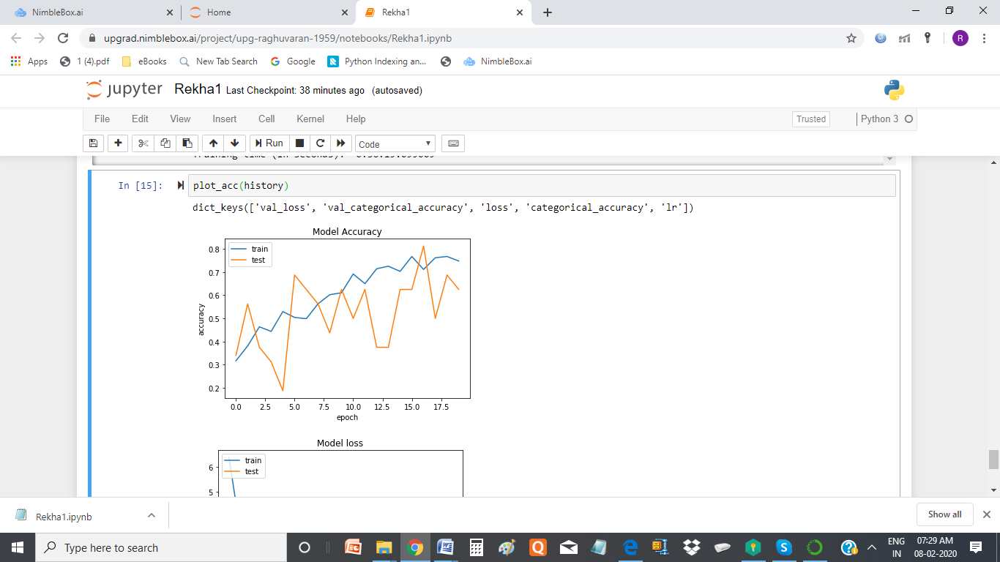 NimbleBox.ai
Home
Rekha1
upgrad.nimblebox.ai/project/upg-raghuvaran-1959/notebooks/Rekha1.ipynb
R
Apps
1 (4).pdf
eBooks
New Tab Search
Google
Python Indexing an...
NimbleBox.ai
jupyter
Rekha1 Last Checkpoint: 38 minutes ago (autosaved)
File
Edit
View
Insert
Cell
Kernel
Help
Trusted
Python 3
Run
Code
In [15]:
plot_acc(history)
dict_keys(['val_loss', 'val_categorical_accuracy', 'loss', 'categorical_accuracy', 'lr'])
Model Accuracy
train
test
0.8
0.7
0.6
0.5
0.4
0.3
0.2
accuracy
0.0 2.5 5.0 7.5 10.0 12.5 15.0 17.5
epoch
Model loss
train
test
6
5
Rekha1.ipynb
Show all
Type here to search
ENG
IN
07:29 AM
08-02-2020